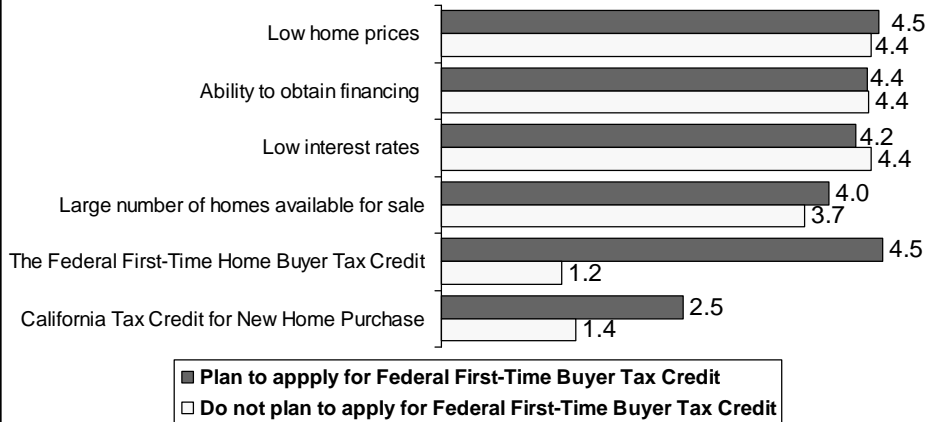 Low home prices
4.5
4.4
Ability to obtain financing
4.4
4.4
Low interest rates
4.2
4.4
Large number of homes available for sale
4.0
3.7
The Federal First-Time Home Buyer Tax Credit
4.5
1.2
California Tax Credit for New Home Purchase
2.5
1.4
Plan to appply for Federal First-Time Buyer Tax Credit
Do not plan to apply for Federal First-Time Buyer Tax Credit